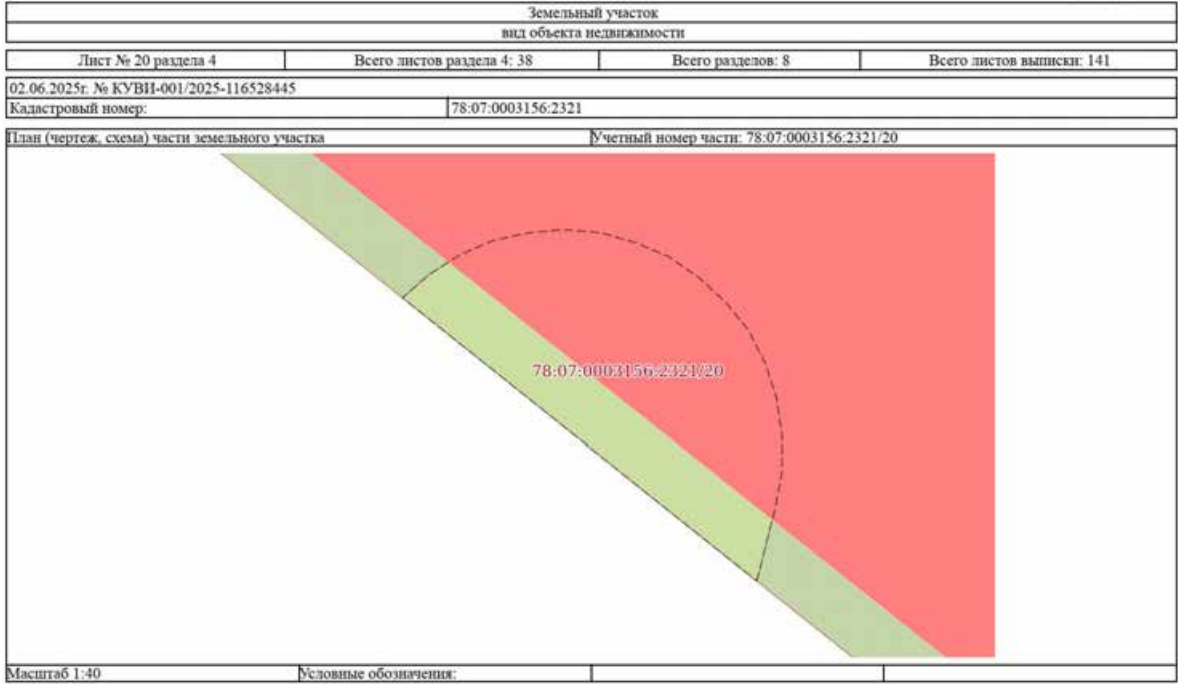 Земельный участок
вид объекта недвижимости
Лист № 20 раздела 4 Всего листов раздела 4: 38 Всего разделов: 8 Всего листов выписки: 141
02.06.2025г. № КУВИ-001/2025-116528445
Кадастровый номер: 78:07:0003156:2321
План (чертеж, схема) части земельного участка Учетный номер части: 78:07:0003156:2321/20
78:07:0003156:2321/20
Масштаб 1:40 Условные обозначения: